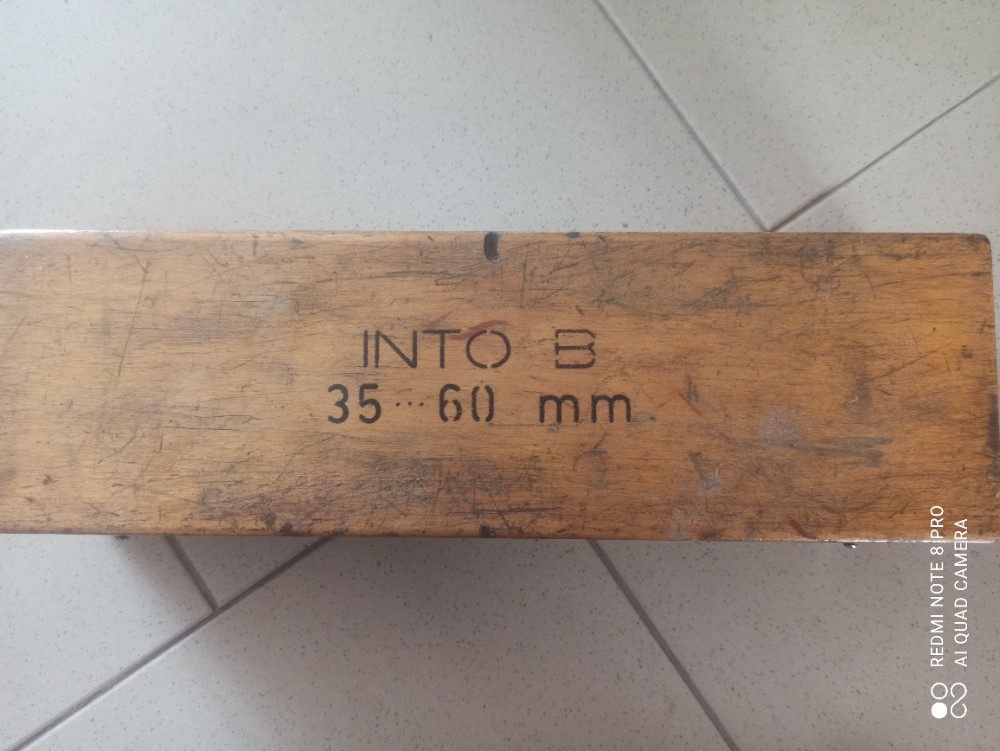 INTO B
35···60 mm
REDMI NOTE 8 PRO
AI QUAD CAMERA